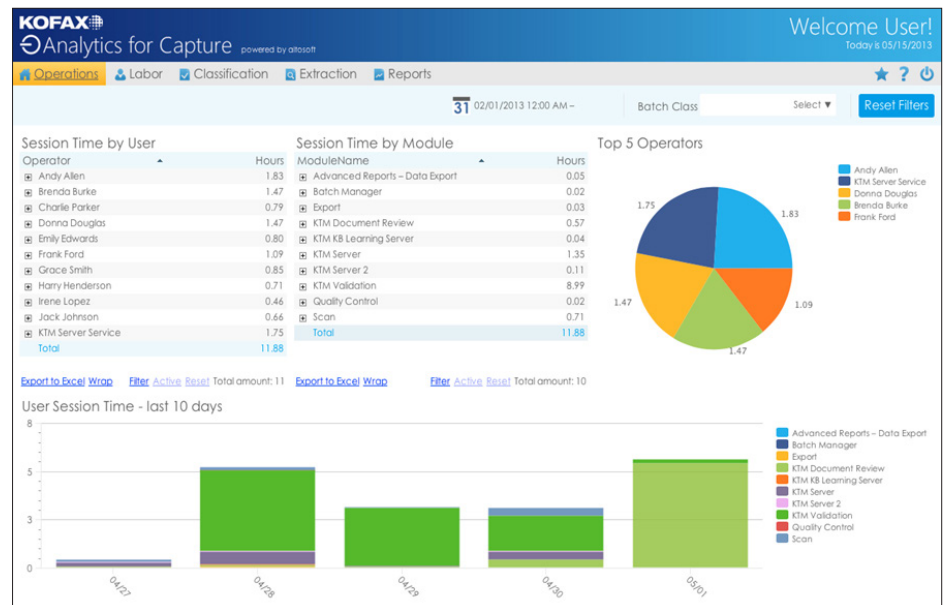 KOFAX
Analytics for Capture powered by altosoft
Welcome User!
Today is 05/15/2013
Operations Labor Classification Extraction Reports ?
31 02/01/2013 12:00 AM – Batch Class Select ▼ Reset Filters
Session Time by User
Operator Hours
Andy Allen 1.83
Brenda Burke 1.47
Charlie Parker 0.79
Donna Douglas 1.47
Emily Edwards 0.80
Frank Ford 1.09
Grace Smith 0.85
Harry Henderson 0.71
Irene Lopez 0.46
Jack Johnson 0.66
KTM Server Service 1.75
Total 11.88
Export to Excel Wrap Filter Active Reset Total amount: 11
Session Time by Module
ModuleName Hours
Advanced Reports – Data Export 0.05
Batch Manager 0.02
Export 0.03
KTM Document Review 0.57
KTM KB Learning Server 0.04
KTM Server 1.35
KTM Server 2 0.11
KTM Validation 8.99
Quality Control 0.02
Scan 0.71
Total 11.88
Export to Excel Wrap Filter Active Reset Total amount: 10
Top 5 Operators
1.75
1.83
1.47
1.09
1.47
Andy Allen
KTM Server Service
Donna Douglas
Brenda Burke
Frank Ford
User Session Time - last 10 days
8
5
3
0
04/27
04/28
04/29
04/30
05/01
Advanced Reports – Data Export
Batch Manager
Export
KTM Document Review
KTM KB Learning Server
KTM Server
KTM Server 2
KTM Validation
Quality Control
Scan